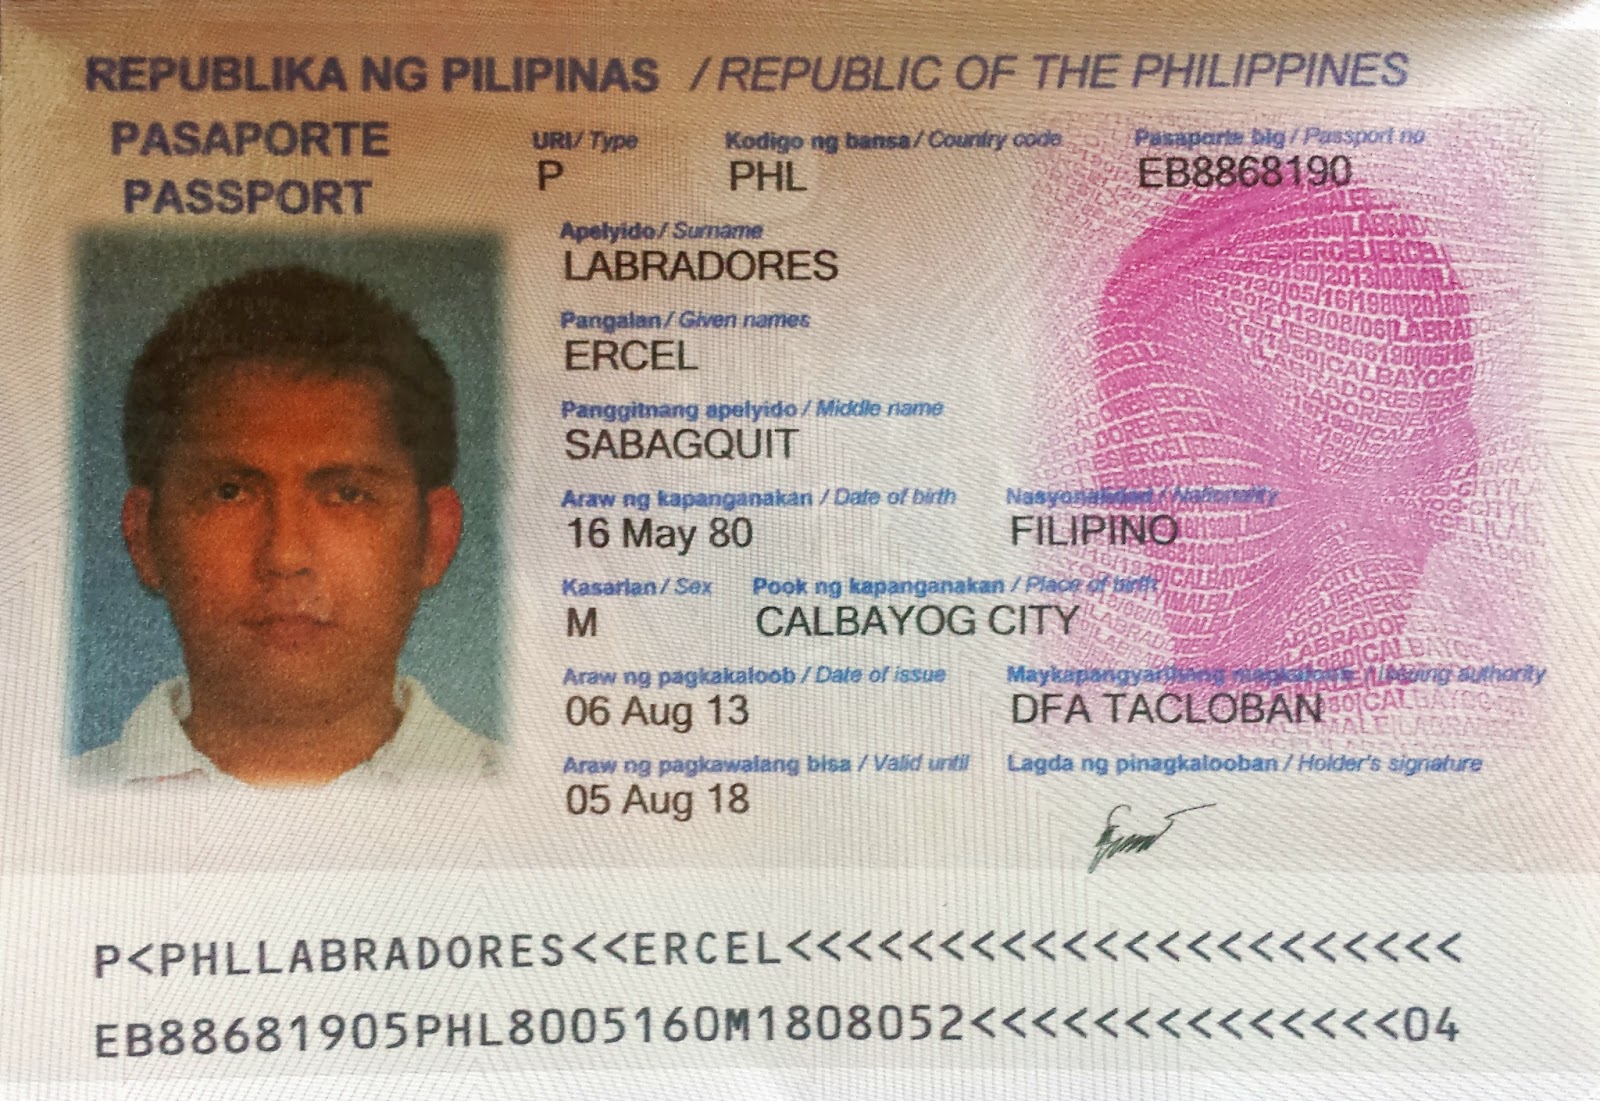 REPUBLIKA NG PILIPINAS / REPUBLIC OF THE PHILIPPINES
PASAPORTE
PASSPORT
URI/ Type
P
Kodigo ng bansa / Country code
PHL
Pasaporte blg / Passport no
EB8868190
Apelyido / Surname
LABRADORES
Pangalan / Given names
ERCEL
Panggitnang apelyido / Middle name
SABAGQUIT
Araw ng kapanganakan / Date of birth
16 May 80
Nasyonalidad / Nationality
FILIPINO
Kasarian / Sex
M
Pook ng kapanganakan / Place of birth
CALBAYOG CITY
Araw ng pagkakaloob / Date of issue
06 Aug 13
Maykapangyarihang magkaloob / Issuing authority
DFA TACLOBAN
Araw ng pagkawalang bisa / Valid until
05 Aug 18
Lagda ng pinagkalooban / Holder's signature
P<PHLLABRADORES<<ERCEL<<<<<<<<<<<<<<<<<<<<<<
EB88681905PHL8005160M1808052<<<<<<<<<<<<<<04